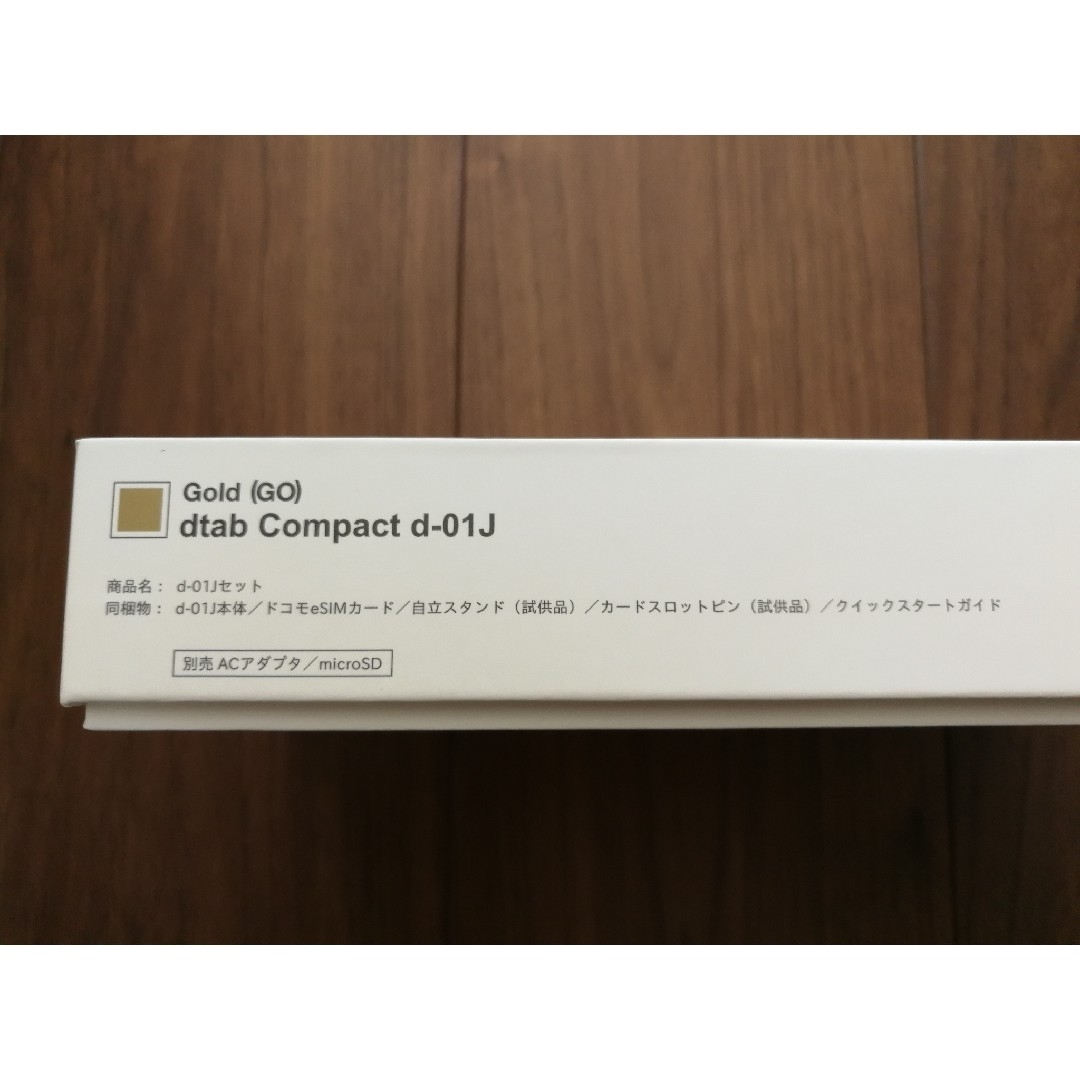 Gold (GO)
dtab Compact d-01J
商品名： d-01Jセット
同梱物： d-01J本体／ドコモeSIMカード／自立スタンド（試供品）／カードスロットピン（試供品）／クイックスタートガイド
別売 ACアダプタ／microSD